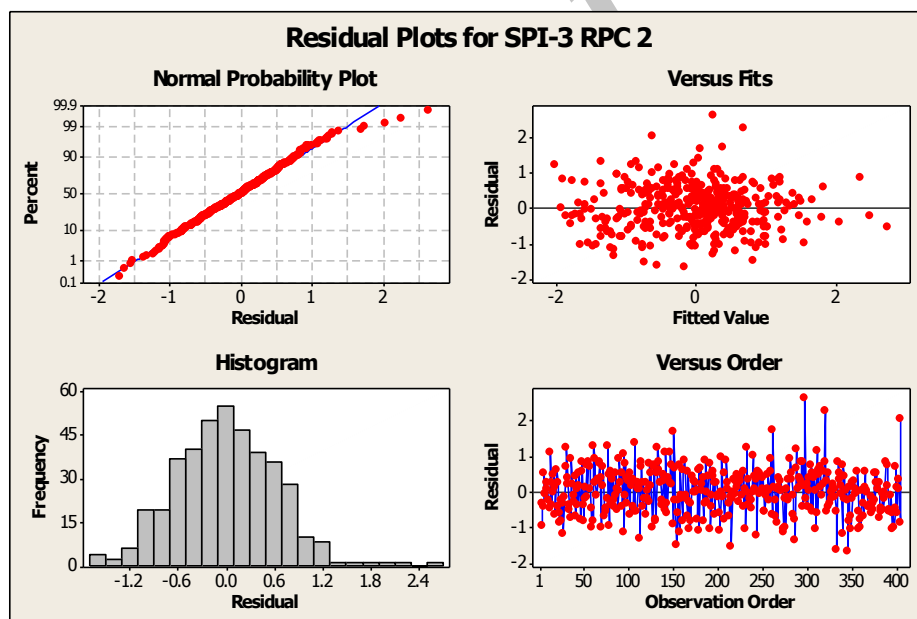 Residual Plots for SPI-3 RPC 2
Normal Probability Plot
99.9
99
90
50
10
1
0.1
Percent
-2 -1 0 1 2
Residual
Versus Fits
2
1
0
-1
-2
Residual
-2 0 2 4
Fitted Value
Histogram
60
45
30
15
0
Frequency
-1.2 -0.6 0.0 0.6 1.2 1.8 2.4
Residual
Versus Order
2
1
0
-1
-2
Residual
1 50 100 150 200 250 300 350 400
Observation Order